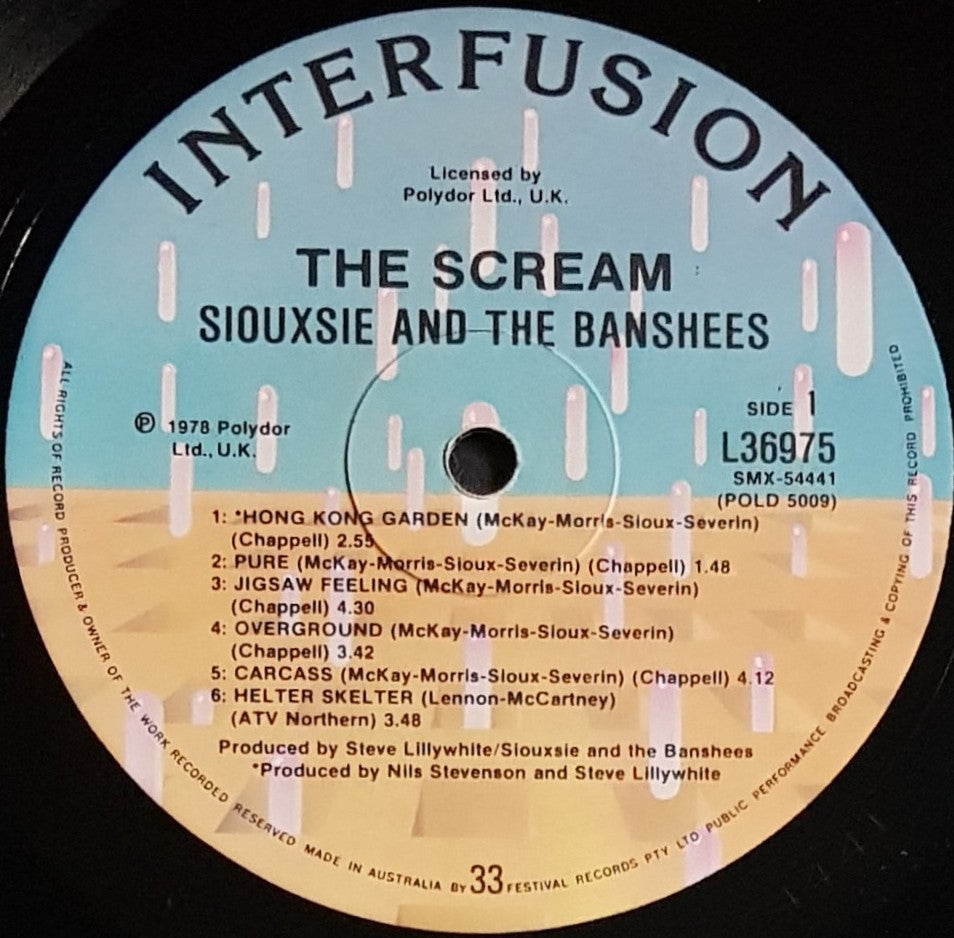 INTERFUSION
Licensed by
Polydor Ltd., U.K.
THE SCREAM
SIOUXSIE AND THE BANSHEES
℗ 1978 Polydor
Ltd., U.K.
SIDE 1
L36975
SMX-54441
(POLD 5009)
1: *HONG KONG GARDEN (McKay-Morris-Sioux-Severin)
(Chappell) 2.55
2: PURE (McKay-Morris-Sioux-Severin) (Chappell) 1.48
3: JIGSAW FEELING (McKay-Morris-Sioux-Severin)
(Chappell) 4.30
4: OVERGROUND (McKay-Morris-Sioux-Severin)
(Chappell) 3.42
5: CARCASS (McKay-Morris-Sioux-Severin) (Chappell) 4.12
6: HELTER SKELTER (Lennon-McCartney)
(ATV Northern) 3.48
Produced by Steve Lillywhite/Siouxsie and the Banshees
*Produced by Nils Stevenson and Steve Lillywhite
ALL RIGHTS OF RECORD PRODUCER & OWNER OF THE WORK RECORDED RESERVED MADE IN AUSTRALIA BY FESTIVAL RECORDS PTY LTD PUBLIC PERFORMANCE BROADCASTING & COPYING OF THIS RECORD PROHIBITED
33